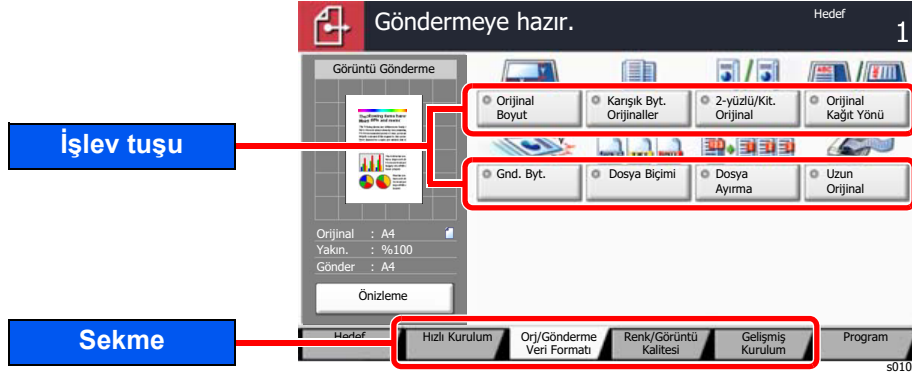 Göndermeye hazır.
Hedef
1
Görüntü Gönderme
Orijinal
Boyut
Karışık Byt.
Orijinaller
2-yüzlü/Kit.
Orijinal
Orijinal
Kağıt Yönü
İşlev tuşu
Gnd. Byt.
Dosya Biçimi
Dosya
Ayırma
Uzun
Orijinal
Orijinal : A4
Yakın. : %100
Gönder : A4
Önizleme
Sekme
Hedef
Hızlı Kurulum
Orj/Gönderme
Veri Formatı
Renk/Görüntü
Kalitesi
Gelişmiş
Kurulum
Program
s010